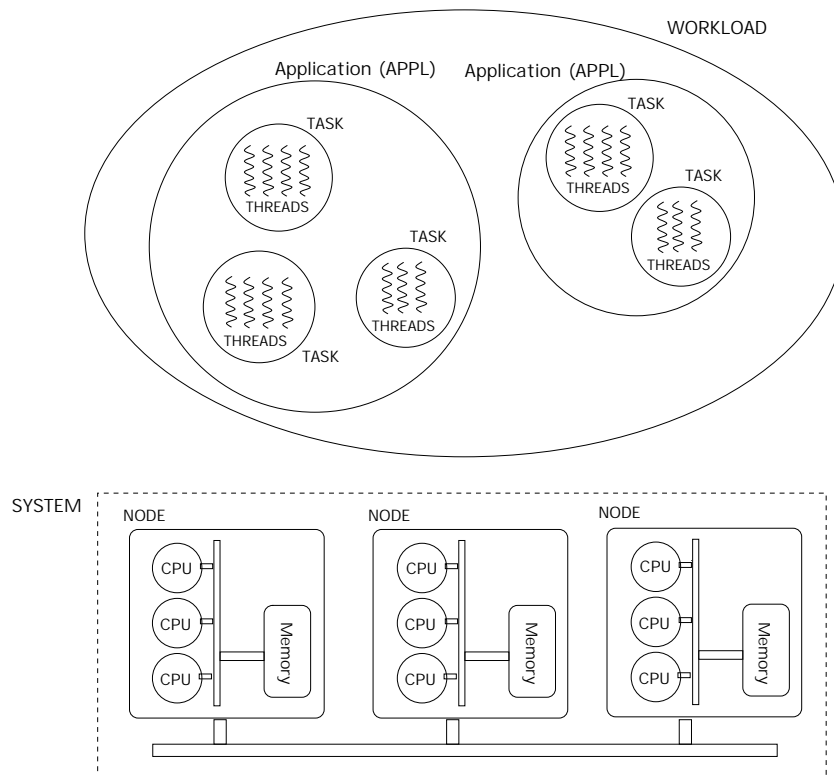 WORKLOAD
Application (APPL)
Application (APPL)
TASK
THREADS
TASK
THREADS
TASK
THREADS
TASK
THREADS
TASK
THREADS
SYSTEM
NODE
CPU
CPU
CPU
Memory
NODE
CPU
CPU
CPU
Memory
NODE
CPU
CPU
CPU
Memory